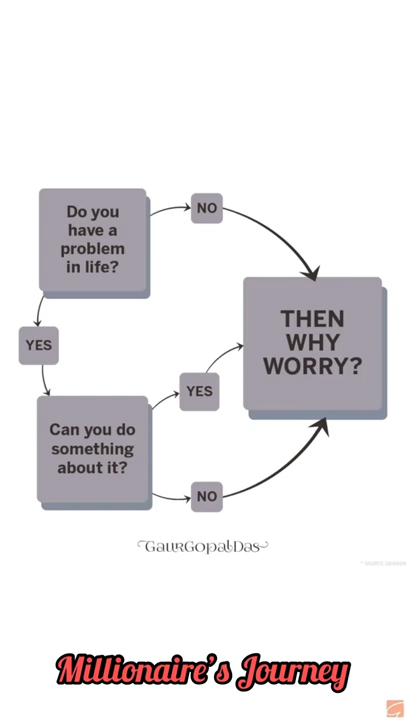 Do you
have a
problem
in life?
NO
THEN
WHY
WORRY?
YES
YES
Can you do
something
about it?
NO
GaurGopalDas
Millionaire's Journey